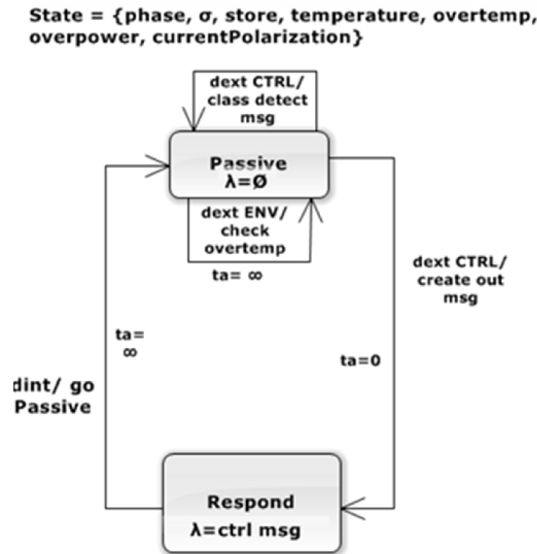 State = {phase, σ, store, temperature, overtemp,
overpower, currentPolarization}
dext CTRL/
class detect
msg
Passive
λ=Ø
dext ENV/
check
overtemp
ta= ∞
dext CTRL/
create out
msg
ta=
∞
ta=0
dint/ go
Passive
Respond
λ=ctrl msg